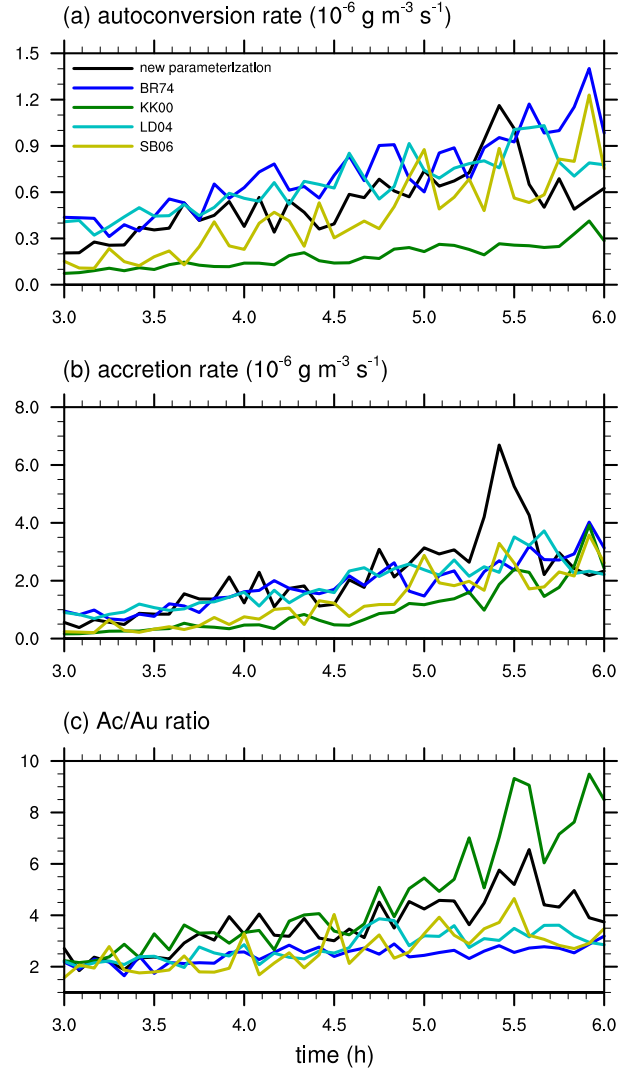 (a) autoconversion rate (10⁻⁶ g m⁻³ s⁻¹)
1.5
1.2
0.9
0.6
0.3
0.0
new parameterization
BR74
KK00
LD04
SB06
3.0 3.5 4.0 4.5 5.0 5.5 6.0
(b) accretion rate (10⁻⁶ g m⁻³ s⁻¹)
8.0
6.0
4.0
2.0
0.0
3.0 3.5 4.0 4.5 5.0 5.5 6.0
(c) Ac/Au ratio
10
8
6
4
2
3.0 3.5 4.0 4.5 5.0 5.5 6.0
time (h)